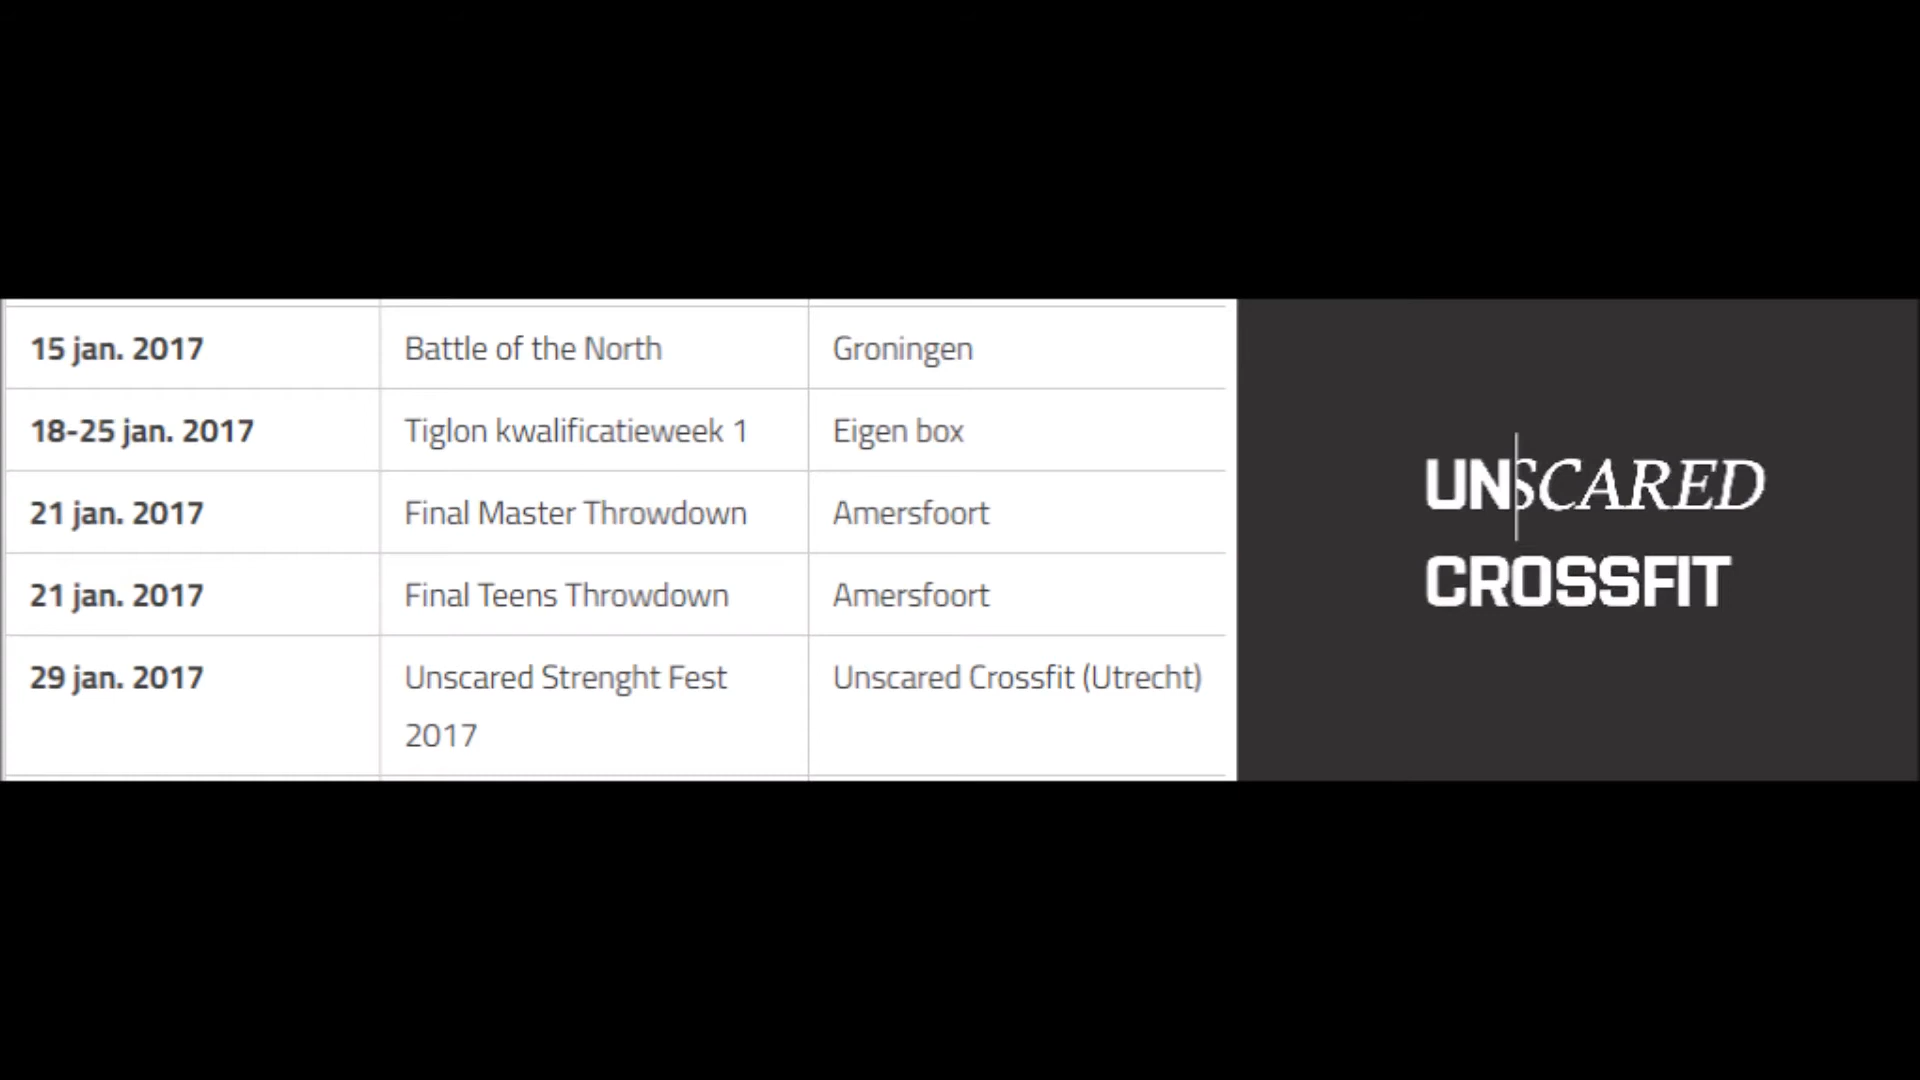 15 jan. 2017 Battle of the North Groningen
18-25 jan. 2017 Tiglon kwalificatieweek 1 Eigen box
21 jan. 2017 Final Master Throwdown Amersfoort
21 jan. 2017 Final Teens Throwdown Amersfoort
29 jan. 2017 Unscared Strenght Fest Unscared Crossfit (Utrecht)
2017
UNSCARED
CROSSFIT